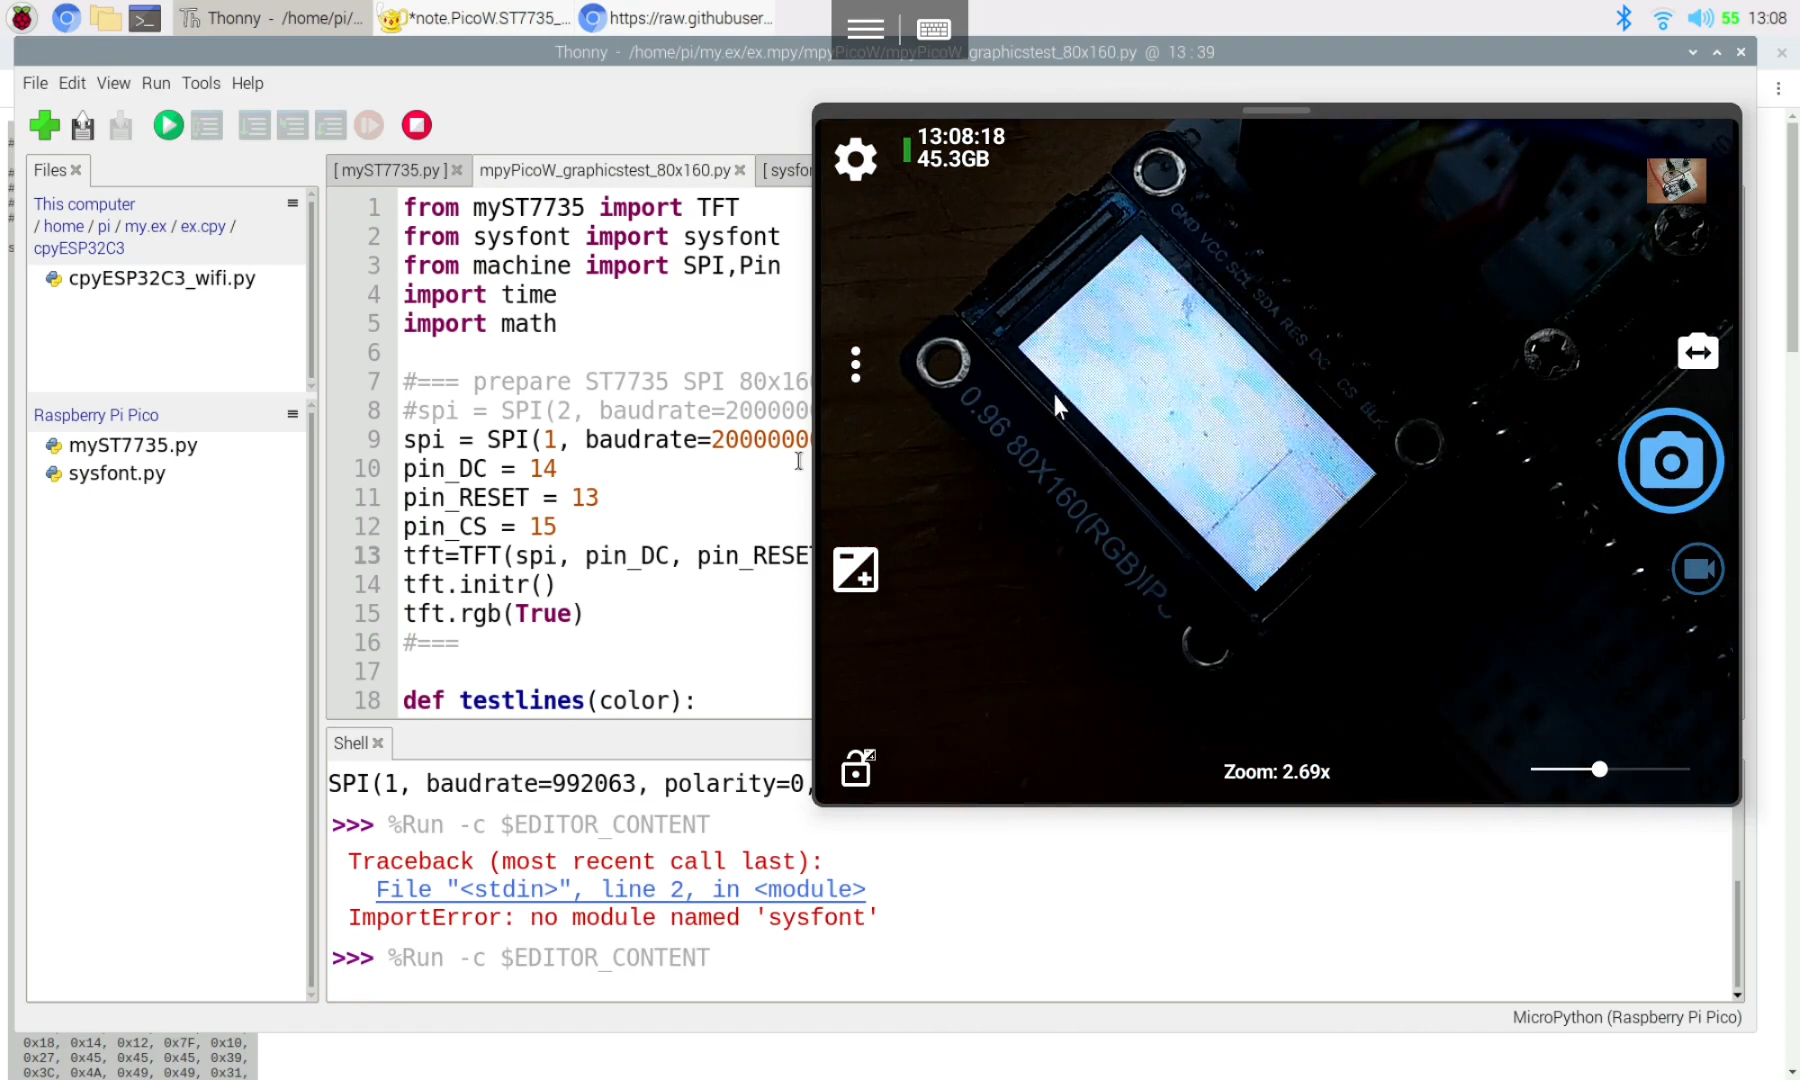 Thonny - /home/pi/...
*note.PicoW.ST7735_...
https://raw.githubuser...
55 13:08
Thonny - /home/pi/my.ex/ex.mpy/mpyPicoW/mpyPicoW_graphicstest_80x160.py @ 13 : 39
File Edit View Run Tools Help
Files
This computer
/ home / pi / my.ex / ex.cpy /
cpyESP32C3
cpyESP32C3_wifi.py
Raspberry Pi Pico
myST7735.py
sysfont.py
[ myST7735.py ]
mpyPicoW_graphicstest_80x160.py
[ sysfor
1 from myST7735 import TFT
2 from sysfont import sysfont
3 from machine import SPI,Pin
4 import time
5 import math
6
7 #=== prepare ST7735 SPI 80x16
8 #spi = SPI(2, baudrate=2000000
9 spi = SPI(1, baudrate=20000000
10 pin_DC = 14
11 pin_RESET = 13
12 pin_CS = 15
13 tft=TFT(spi, pin_DC, pin_RESET
14 tft.initr()
15 tft.rgb(True)
16 #===
17
18 def testlines(color):
Shell
SPI(1, baudrate=992063, polarity=0,
>>> %Run -c $EDITOR_CONTENT
Traceback (most recent call last):
File "<stdin>", line 2, in <module>
ImportError: no module named 'sysfont'
>>> %Run -c $EDITOR_CONTENT
MicroPython (Raspberry Pi Pico)
13:08:18
45.3GB
GND VCC SCL SDA RES DC CS BLK
0.96 80X160(RGB)IPS
Zoom: 2.69x
0x18, 0x14, 0x12, 0x7F, 0x10,
0x27, 0x45, 0x45, 0x45, 0x39,
0x3C, 0x4A, 0x49, 0x49, 0x31,